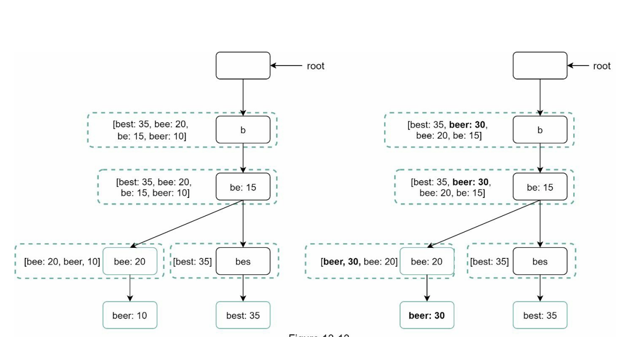 root
[best: 35, bee: 20,
be: 15, beer: 10]
b
[best: 35, bee: 20,
be: 15, beer: 10]
be: 15
[bee: 20, beer, 10]
bee: 20
[best: 35]
bes
beer: 10
best: 35
root
[best: 35, beer: 30,
bee: 20, be: 15]
b
[best: 35, beer: 30,
bee: 20, be: 15]
be: 15
[beer, 30, bee: 20]
bee: 20
[best: 35]
bes
beer: 30
best: 35